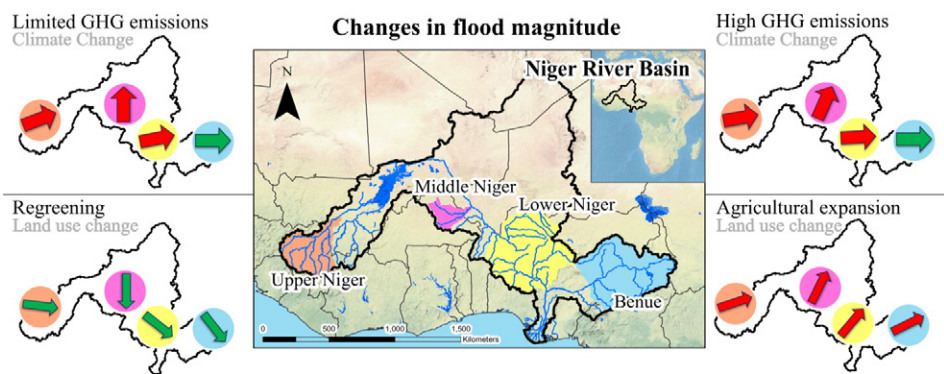 Limited GHG emissions
Climate Change
Changes in flood magnitude
High GHG emissions
Climate Change
Niger River Basin
N
Middle Niger
Lower Niger
Upper Niger
Benue
0 500 1,000 1,500
Kilometers
Regreening
Land use change
Agricultural expansion
Land use change